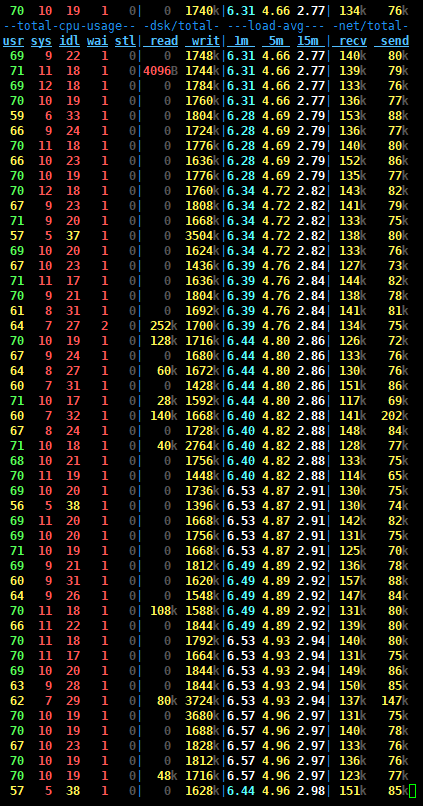 70 10 19 1 0| 0 1740k|6.31 4.66 2.77| 134k 76k
--total-cpu-usage-- -dsk/total- ---load-avg--- -net/total-
usr sys idl wai stl| read writ| 1m 5m 15m | recv send
69 9 22 1 0| 0 1748k|6.31 4.66 2.77| 140k 80k
71 11 18 1 0|4096B 1744k|6.31 4.66 2.77| 139k 79k
69 12 18 1 0| 0 1784k|6.31 4.66 2.77| 133k 76k
70 10 19 1 0| 0 1760k|6.31 4.66 2.77| 136k 77k
59 6 33 1 0| 0 1804k|6.28 4.69 2.79| 153k 88k
66 9 24 1 0| 0 1724k|6.28 4.69 2.79| 136k 77k
70 11 18 1 0| 0 1776k|6.28 4.69 2.79| 140k 80k
66 10 23 1 0| 0 1636k|6.28 4.69 2.79| 152k 86k
70 10 19 1 0| 0 1776k|6.28 4.69 2.79| 135k 77k
70 12 18 1 0| 0 1760k|6.34 4.72 2.82| 143k 82k
67 9 23 1 0| 0 1808k|6.34 4.72 2.82| 141k 79k
71 9 20 1 0| 0 1668k|6.34 4.72 2.82| 133k 75k
57 5 37 1 0| 0 3504k|6.34 4.72 2.82| 138k 80k
69 10 20 1 0| 0 1624k|6.34 4.72 2.82| 133k 76k
67 10 23 1 0| 0 1436k|6.39 4.76 2.84| 127k 73k
71 11 17 1 0| 0 1636k|6.39 4.76 2.84| 144k 82k
70 9 21 1 0| 0 1804k|6.39 4.76 2.84| 138k 78k
61 8 31 1 0| 0 1692k|6.39 4.76 2.84| 141k 81k
64 7 27 2 0| 252k 1700k|6.39 4.76 2.84| 134k 75k
70 10 19 1 0| 128k 1716k|6.44 4.80 2.86| 126k 72k
67 9 24 1 0| 0 1680k|6.44 4.80 2.86| 133k 76k
64 8 27 1 0| 60k 1672k|6.44 4.80 2.86| 130k 76k
60 7 31 1 0| 0 1428k|6.44 4.80 2.86| 151k 86k
71 10 17 1 0| 28k 1592k|6.44 4.80 2.86| 117k 69k
60 7 32 1 0| 140k 1668k|6.40 4.82 2.88| 141k 202k
67 8 24 1 0| 0 1728k|6.40 4.82 2.88| 148k 84k
71 10 18 1 0| 40k 2764k|6.40 4.82 2.88| 128k 77k
68 10 21 1 0| 0 1756k|6.40 4.82 2.88| 133k 75k
70 11 19 1 0| 0 1448k|6.40 4.82 2.88| 114k 65k
69 10 20 1 0| 0 1736k|6.53 4.87 2.91| 130k 75k
56 5 38 1 0| 0 1396k|6.53 4.87 2.91| 130k 74k
69 11 20 1 0| 0 1668k|6.53 4.87 2.91| 142k 82k
69 10 20 1 0| 0 1756k|6.53 4.87 2.91| 131k 75k
71 10 19 1 0| 0 1668k|6.53 4.87 2.91| 125k 70k
69 9 21 1 0| 0 1812k|6.49 4.89 2.92| 136k 78k
60 9 31 1 0| 0 1620k|6.49 4.89 2.92| 157k 88k
64 9 26 1 0| 0 1548k|6.49 4.89 2.92| 147k 84k
70 11 18 1 0| 108k 1588k|6.49 4.89 2.92| 131k 80k
66 11 22 1 0| 0 1844k|6.49 4.89 2.92| 139k 80k
70 11 18 1 0| 0 1792k|6.53 4.93 2.94| 140k 80k
70 11 17 1 0| 0 1664k|6.53 4.93 2.94| 131k 75k
69 10 20 1 0| 0 1844k|6.53 4.93 2.94| 149k 86k
63 9 28 1 0| 0 1844k|6.53 4.93 2.94| 150k 85k
62 7 29 1 0| 80k 3724k|6.53 4.93 2.94| 137k 147k
70 10 19 1 0| 0 3680k|6.57 4.96 2.97| 131k 75k
70 10 19 1 0| 0 1688k|6.57 4.96 2.97| 140k 78k
67 10 23 1 0| 0 1828k|6.57 4.96 2.97| 133k 76k
70 10 19 1 0| 0 1812k|6.57 4.96 2.97| 136k 76k
70 10 19 1 0| 48k 1716k|6.57 4.96 2.97| 123k 77k
57 5 38 1 0| 0 1628k|6.44 4.96 2.98| 151k 85k